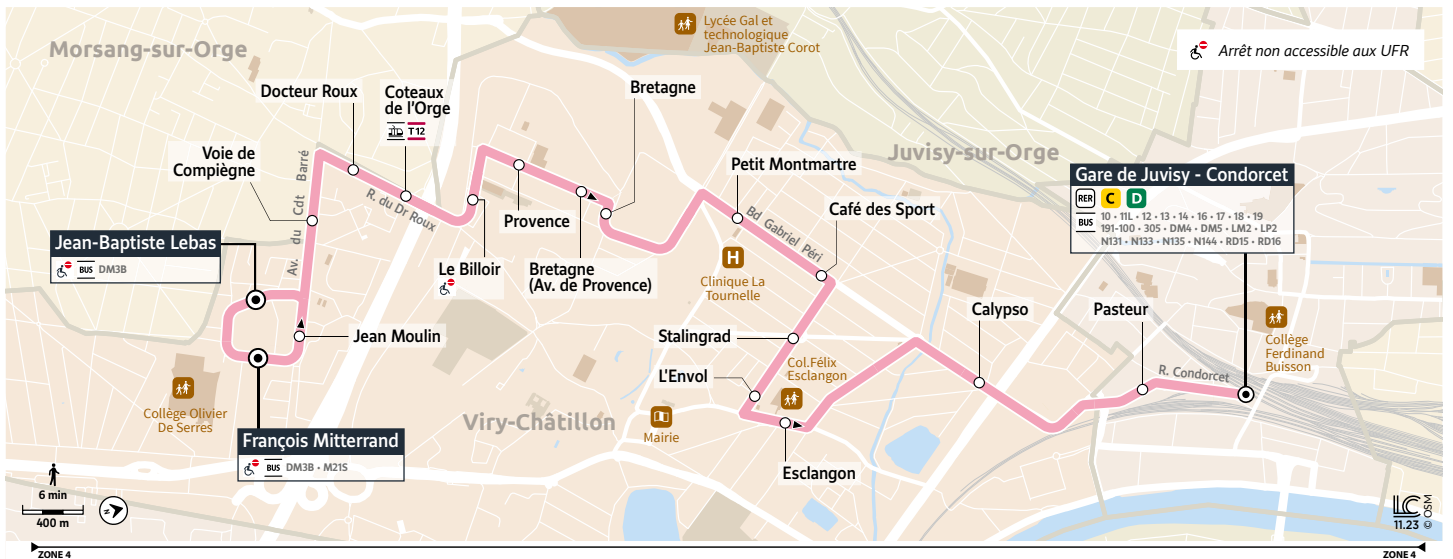 Morsang-sur-Orge
Lycée Gal et
technologique
Jean-Baptiste Corot
Arrêt non accessible aux UFR
Docteur Roux
Coteaux
de l'Orge
T12
Bretagne
Voie de
Compiègne
Av. du Cdt Barré
R. du Dr Roux
Provence
Petit Montmartre
Juvisy-sur-Orge
Bd Gabriel Péri
Café des Sport
Gare de Juvisy - Condorcet
RER C D
BUS 10 • 11L • 12 • 13 • 14 • 16 • 17 • 18 • 19
191-100 • 305 • DM4 • DM5 • LM2 • LP2
N131 • N133 • N135 • N144 • RD15 • RD16
Jean-Baptiste Lebas
BUS DM3B
Le Billoir
Bretagne
(Av. de Provence)
H
Clinique La
Tournelle
Jean Moulin
Stalingrad
Calypso
Pasteur
Collège
Ferdinand
Buisson
L'Envol
Col.Félix
Esclangon
R. Condorcet
Collège Olivier
De Serres
Viry-Châtillon
Mairie
François Mitterrand
BUS DM3B • M21S
Esclangon
6 min
400 m
LC
11.23
© OSM
ZONE 4
ZONE 4